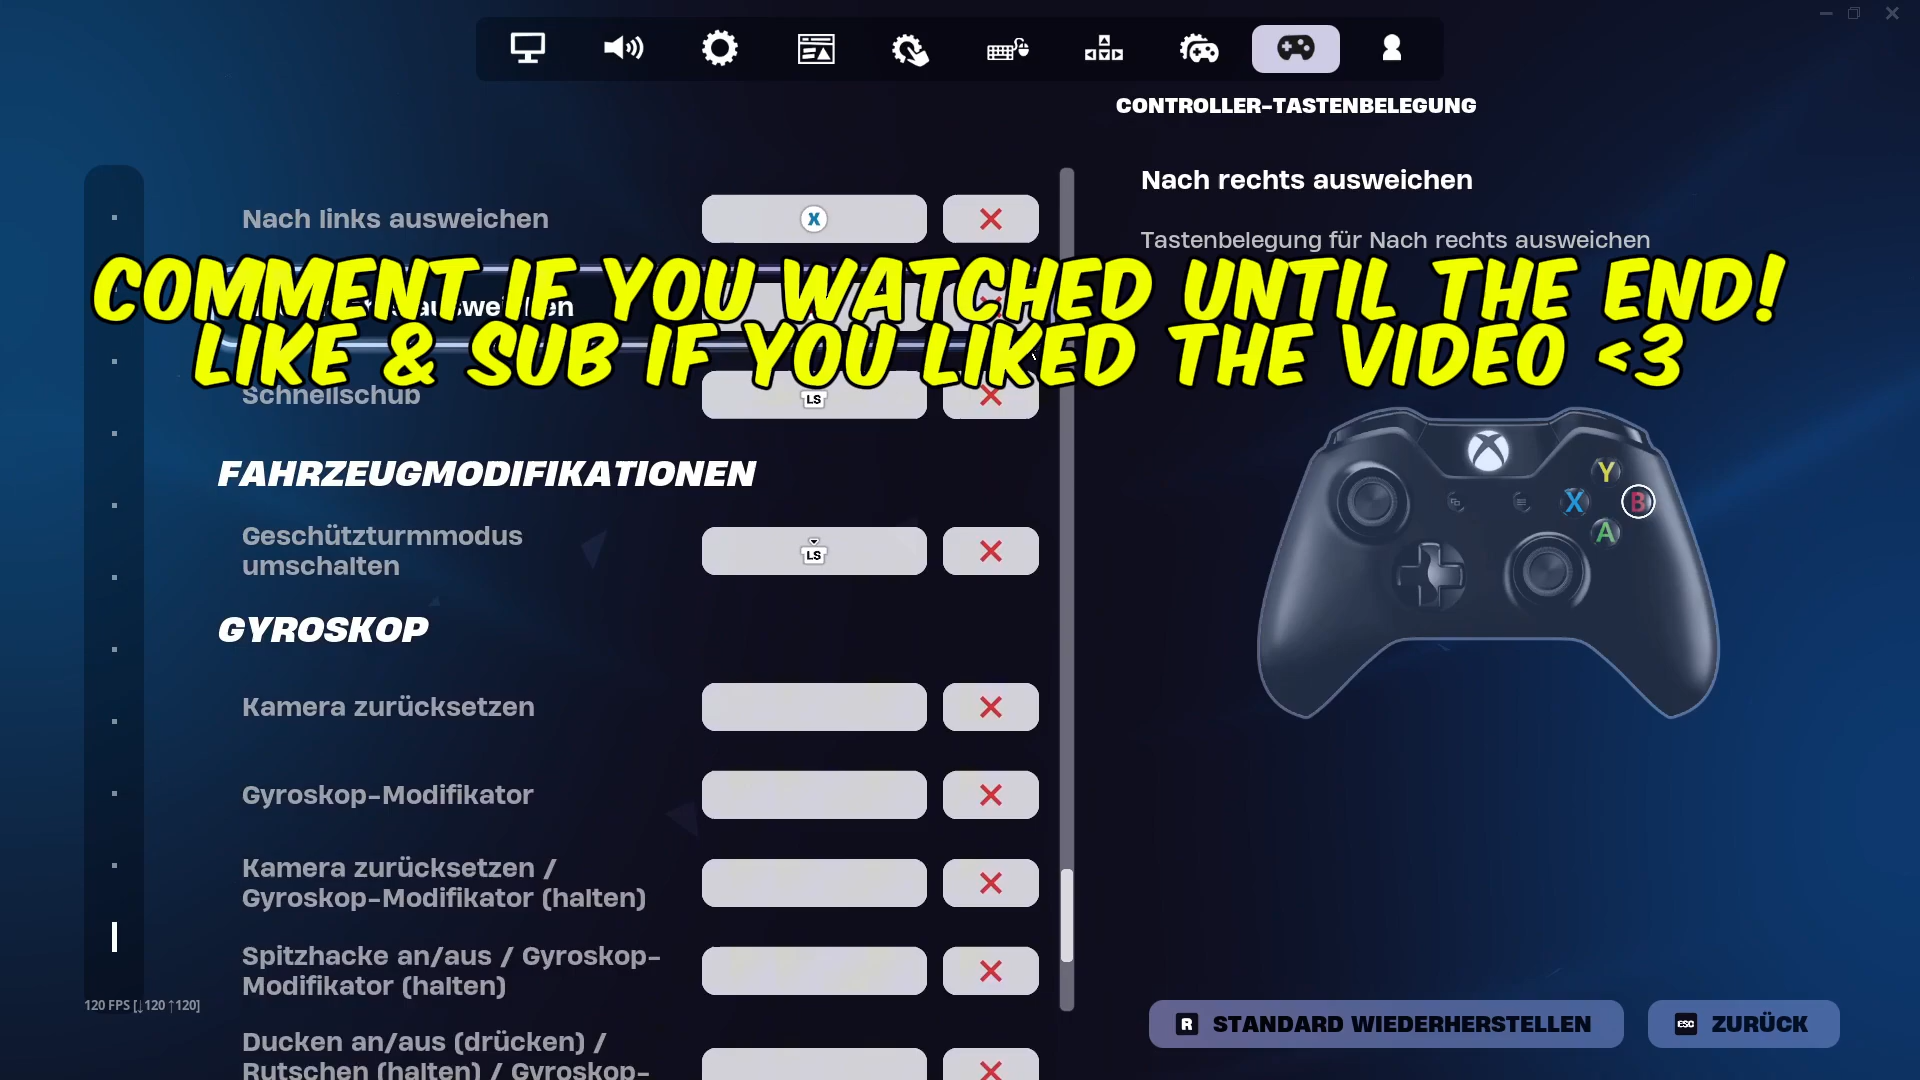 CONTROLLER-TASTENBELEGUNG
Nach links ausweichen
X
Nach rechts ausweichen
Tastenbelegung für Nach rechts ausweichen
COMMENT IF YOU WATCHED UNTIL THE END!
LIKE & SUB IF YOU LIKED THE VIDEO <3
ausweichen
Schnellschub
LS
FAHRZEUGMODIFIKATIONEN
Geschützturmmodus
umschalten
LS
GYROSKOP
Kamera zurücksetzen
Gyroskop-Modifikator
Kamera zurücksetzen /
Gyroskop-Modifikator (halten)
Spitzhacke an/aus / Gyroskop-
Modifikator (halten)
Ducken an/aus (drücken) /
Rutschen (halten) / Gyroskop-
Y
X
B
A
120 FPS [↓120 ↑120]
R STANDARD WIEDERHERSTELLEN
ESC ZURÜCK